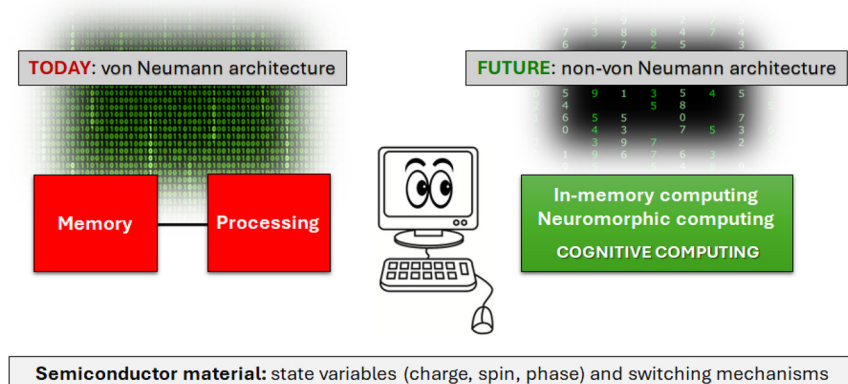 TODAY: von Neumann architecture
FUTURE: non-von Neumann architecture
Memory
Processing
In-memory computing
Neuromorphic computing
COGNITIVE COMPUTING
Semiconductor material: state variables (charge, spin, phase) and switching mechanisms